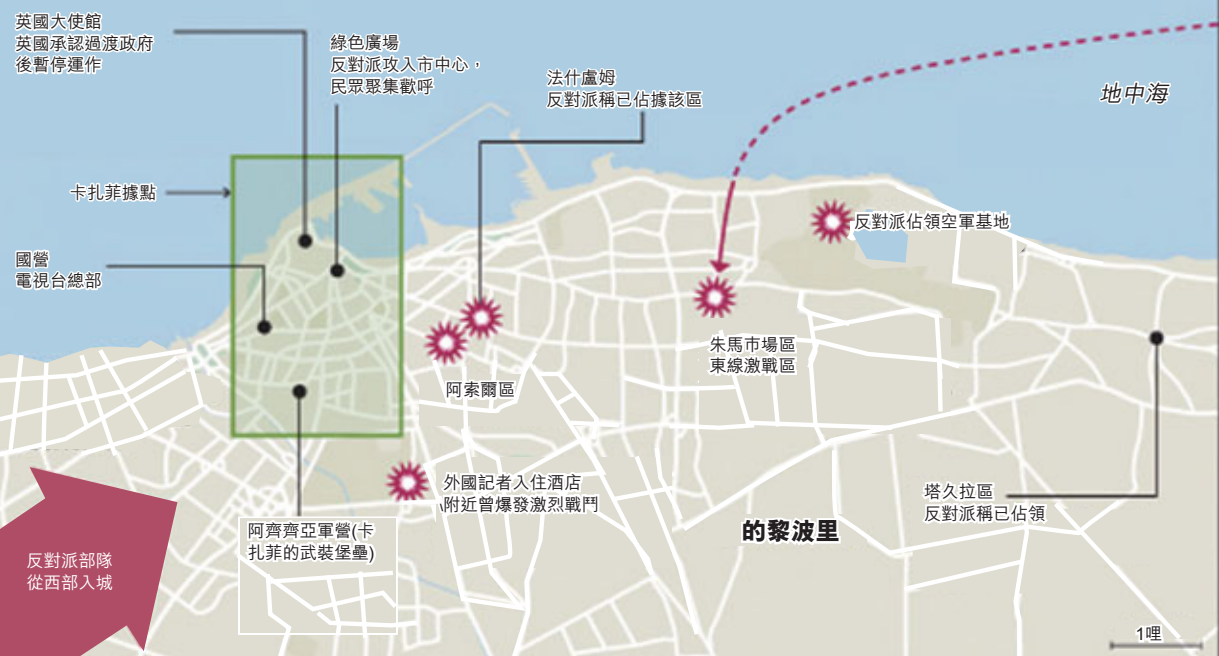 英國大使館
英國承認過渡政府
後暫停運作
綠色廣場
反對派攻入市中心，
民眾聚集歡呼
法什盧姆
反對派稱已佔據該區
地中海
卡扎菲據點
反對派佔領空軍基地
國營
電視台總部
朱馬市場區
東線激戰區
阿索爾區
外國記者入住酒店
附近曾爆發激烈戰鬥
塔久拉區
反對派稱已佔領
的黎波里
阿齊齊亞軍營(卡
扎菲的武裝堡壘)
反對派部隊
從西部入城
1哩